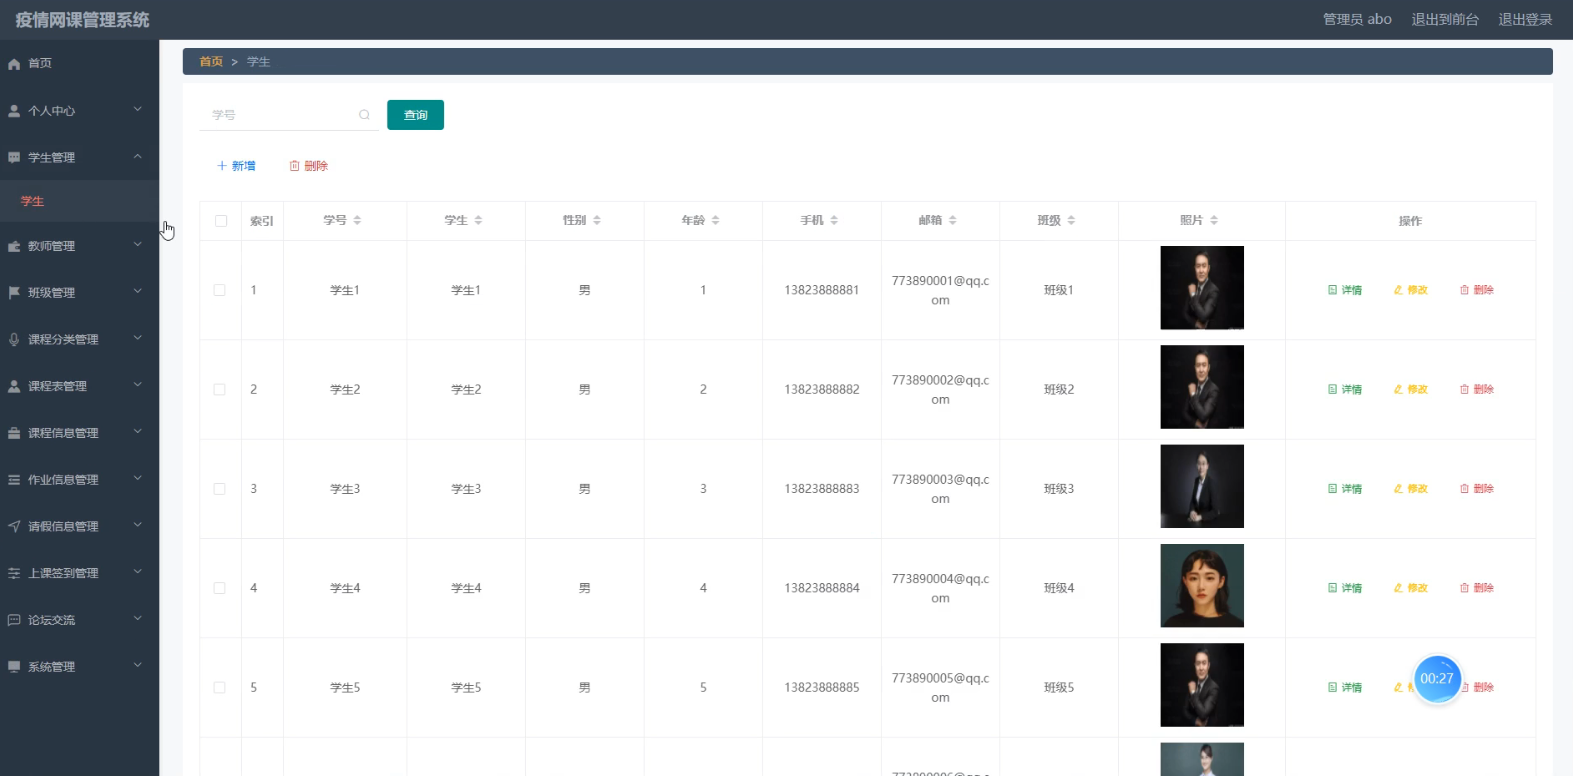 疫情网课管理系统
管理员 abo 退出到前台 退出登录
首页
个人中心
学生管理
学生
教师管理
班级管理
课程分类管理
课程表管理
课程信息管理
作业信息管理
请假信息管理
上课签到管理
论坛交流
系统管理
首页 > 学生
学号 查询
新增 删除
索引 学号 学生 性别 年龄 手机 邮箱 班级 照片 操作
1 学生1 学生1 男 1 13823888881 773890001@qq.c
om 班级1 详情 修改 删除
2 学生2 学生2 男 2 13823888882 773890002@qq.c
om 班级2 详情 修改 删除
3 学生3 学生3 男 3 13823888883 773890003@qq.c
om 班级3 详情 修改 删除
4 学生4 学生4 男 4 13823888884 773890004@qq.c
om 班级4 详情 修改 删除
5 学生5 学生5 男 5 13823888885 773890005@qq.c
om 班级5 详情 00:27 删除